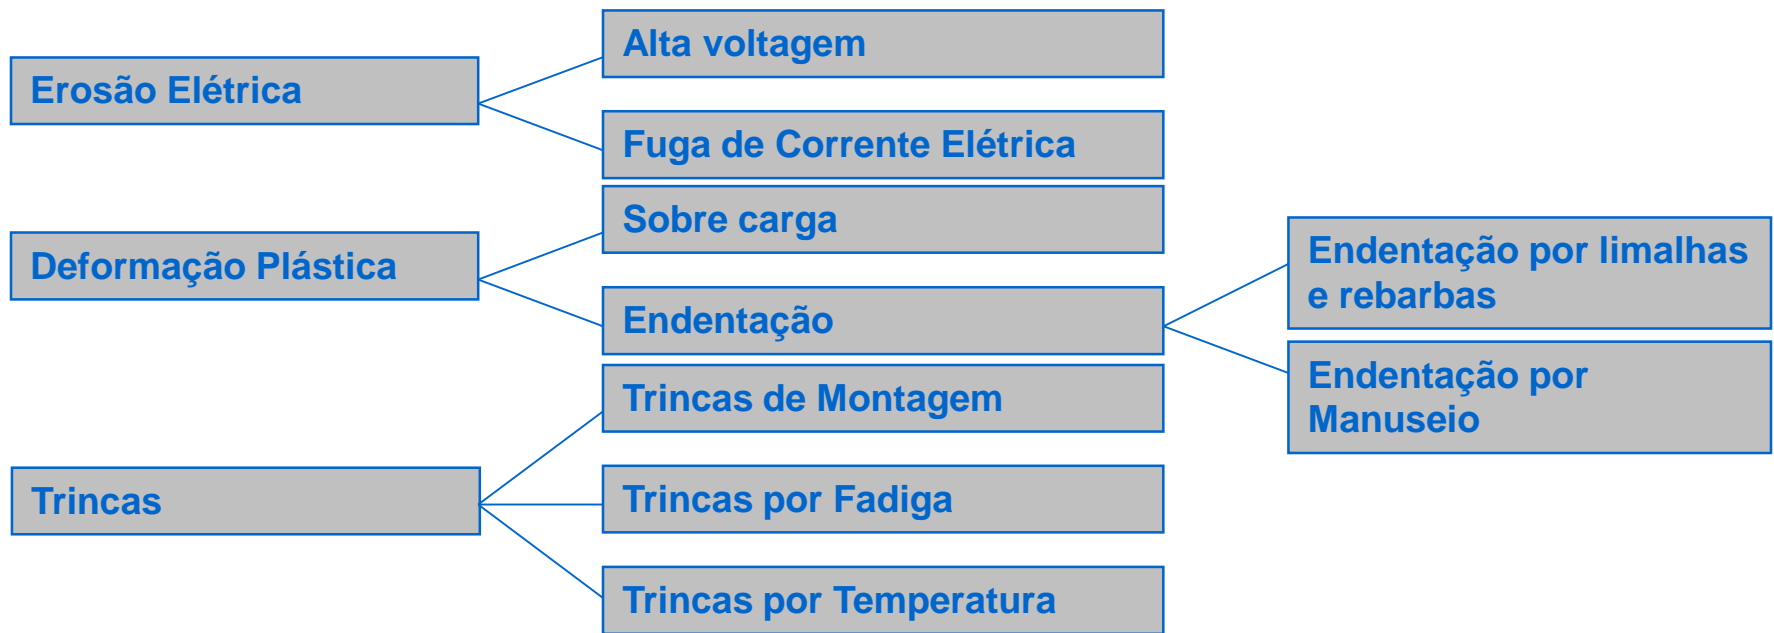 Erosão Elétrica
Alta voltagem
Fuga de Corrente Elétrica
Deformação Plástica
Sobre carga
Endentação
Endentação por limalhas
e rebarbas
Endentação por
Manuseio
Trincas
Trincas de Montagem
Trincas por Fadiga
Trincas por Temperatura